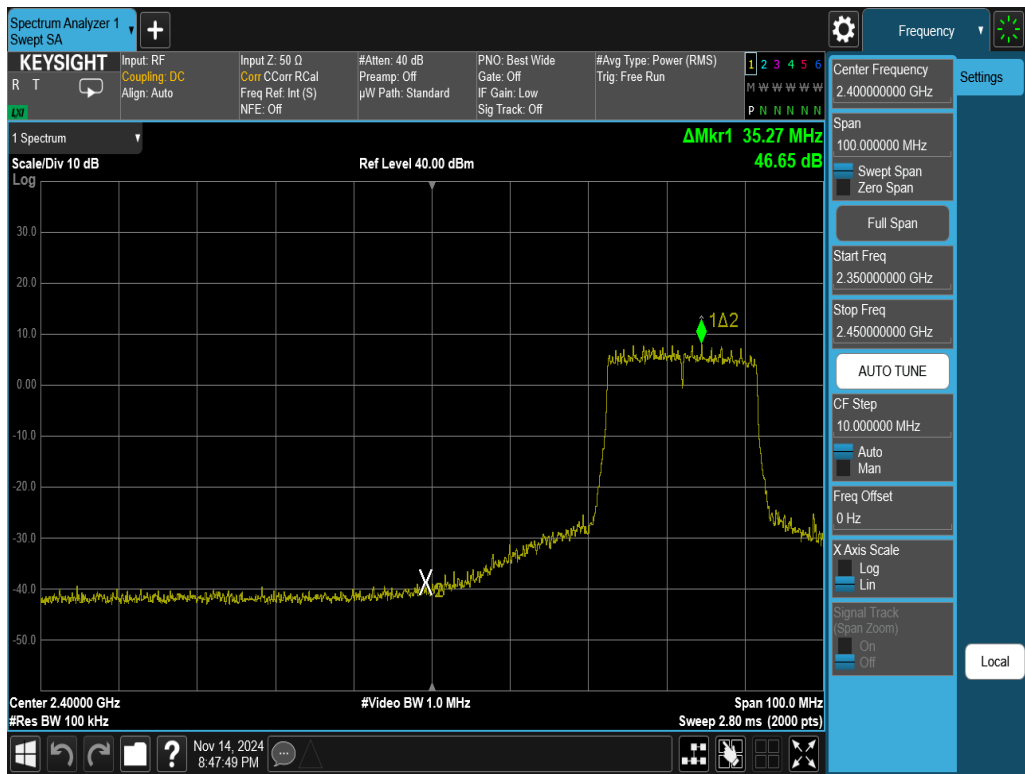 Spectrum Analyzer 1
Swept SA
Frequency
KEYSIGHT
R T
LXI
Input: RF
Coupling: DC
Align: Auto
Input Z: 50 Ω
Corr CCorr RCal
Freq Ref: Int (S)
NFE: Off
#Atten: 40 dB
Preamp: Off
µW Path: Standard
PNO: Best Wide
Gate: Off
IF Gain: Low
Sig Track: Off
#Avg Type: Power (RMS)
Trig: Free Run
1 2 3 4 5 6
M W W W W W
P N N N N N
1 Spectrum
ΔMkr1 35.27 MHz
46.65 dB
Scale/Div 10 dB
Ref Level 40.00 dBm
Log
30.0
20.0
10.0
0.00
-10.0
-20.0
-30.0
-40.0
-50.0
1Δ2
X2
Center 2.40000 GHz
#Video BW 1.0 MHz
Span 100.0 MHz
#Res BW 100 kHz
Sweep 2.80 ms (2000 pts)
Center Frequency
2.400000000 GHz
Settings
Span
100.000000 MHz
Swept Span
Zero Span
Full Span
Start Freq
2.350000000 GHz
Stop Freq
2.450000000 GHz
AUTO TUNE
CF Step
10.000000 MHz
Auto
Man
Freq Offset
0 Hz
X Axis Scale
Log
Lin
Signal Track
(Span Zoom)
On
Off
Local
?
Nov 14, 2024
8:47:49 PM